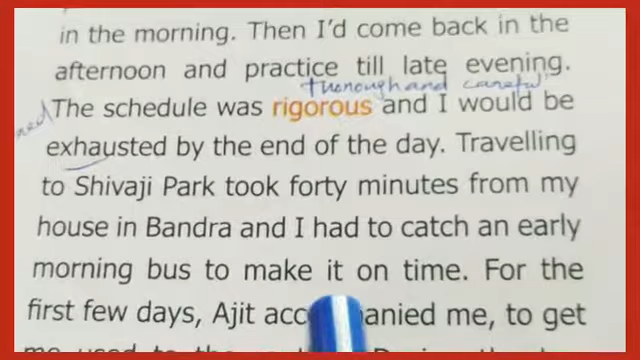 in the morning. Then I'd come back in the
afternoon and practice till late evening.
thorough and careful
The schedule was rigorous and I would be
exhausted by the end of the day. Travelling
to Shivaji Park took forty minutes from my
house in Bandra and I had to catch an early
morning bus to make it on time. For the
first few days, Ajit acc anied me, to get